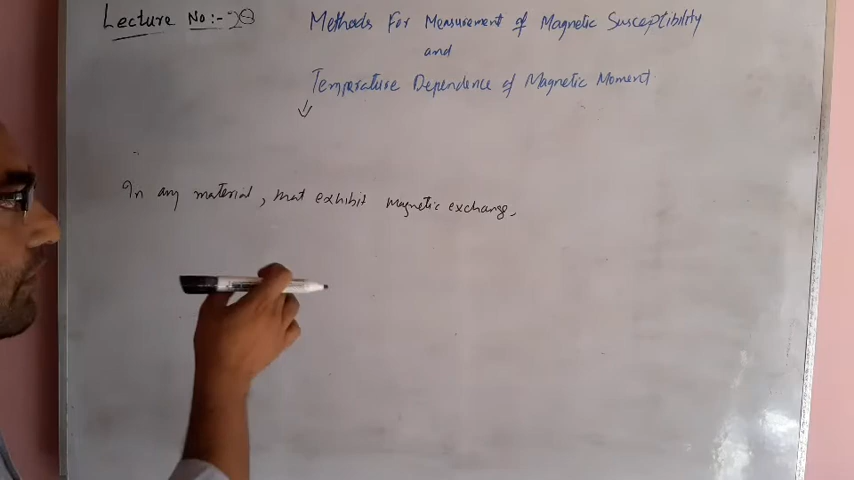 Lecture No:-
Methods For Measurement of Magnetic Susceptibility
and
Temperature Dependence of Magnetic Moment
In any material, that exhibit magnetic exchange,